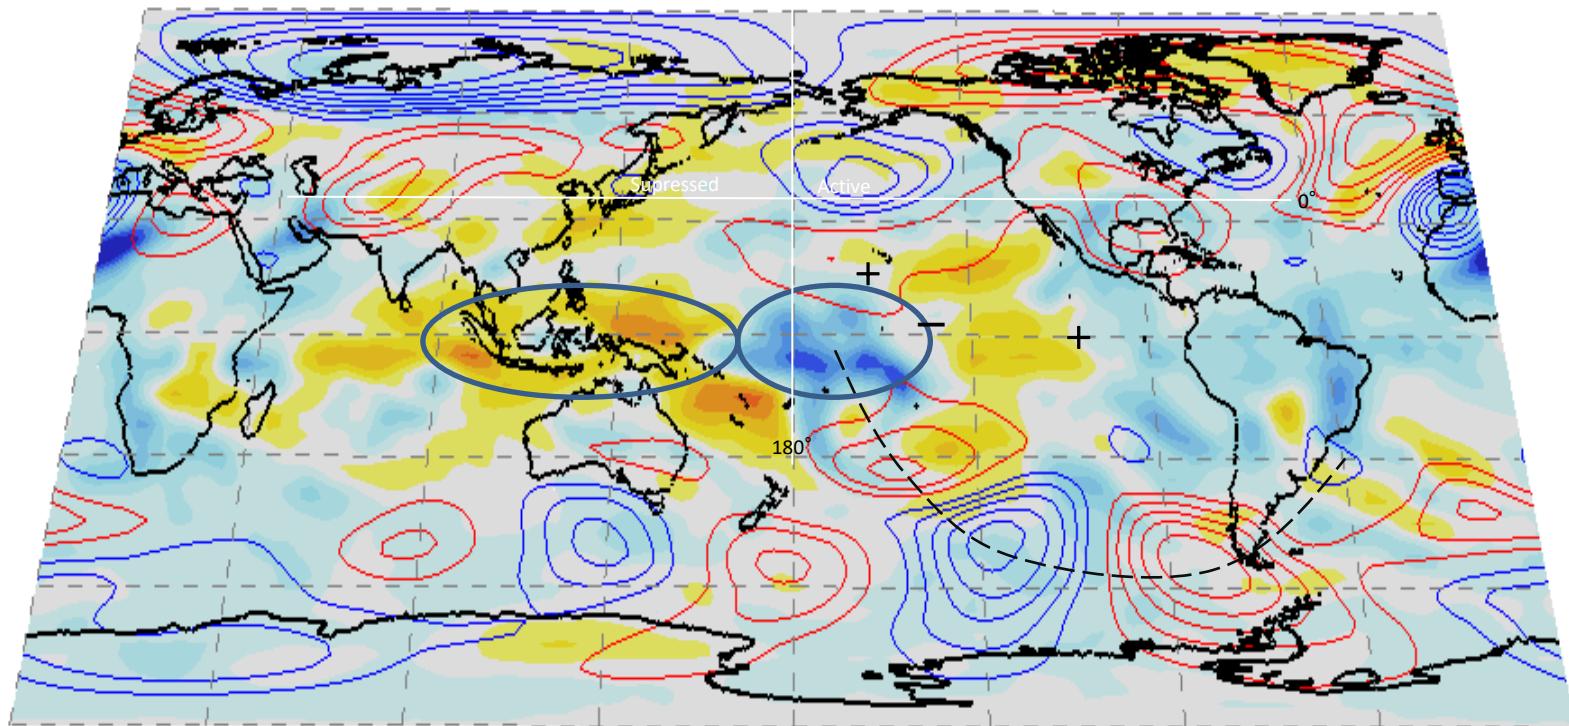 Supressed
Active
0°
+
−
+
180°